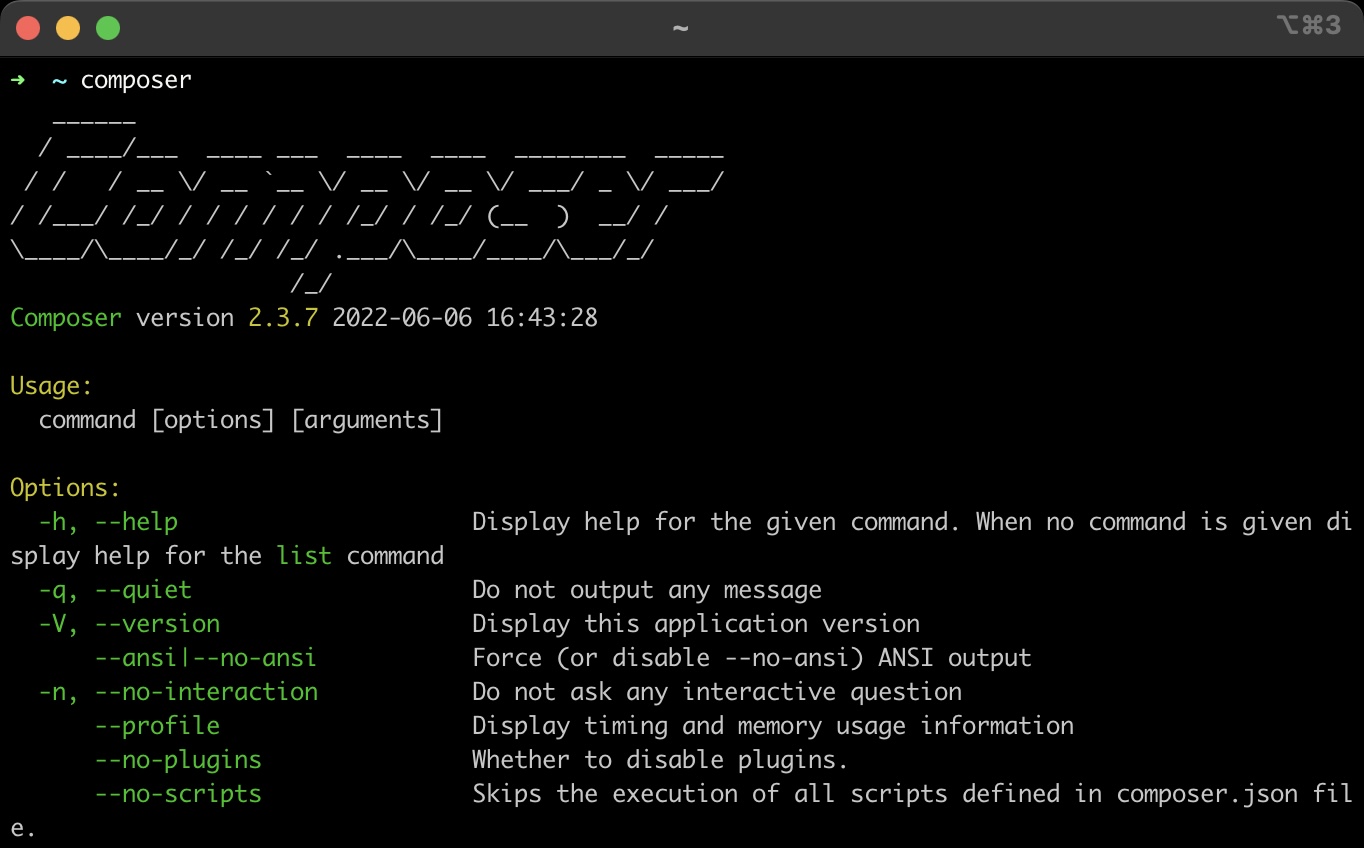 ~ ⌥⌘3
➜  ~ composer
   ______
  / ____/___  ____ ___  ____  ____  ________  _____
 / /   / __ \/ __ `__ \/ __ \/ __ \/ ___/ _ \/ ___/
/ /___/ /_/ / / / / / / /_/ / /_/ (__  )  __/ /
\____/\____/_/ /_/ /_/ .___/\____/____/\___/_/
                    /_/
Composer version 2.3.7 2022-06-06 16:43:28

Usage:
  command [options] [arguments]

Options:
  -h, --help                     Display help for the given command. When no command is given di
splay help for the list command
  -q, --quiet                    Do not output any message
  -V, --version                  Display this application version
      --ansi|--no-ansi           Force (or disable --no-ansi) ANSI output
  -n, --no-interaction           Do not ask any interactive question
      --profile                  Display timing and memory usage information
      --no-plugins               Whether to disable plugins.
      --no-scripts               Skips the execution of all scripts defined in composer.json fil
e.